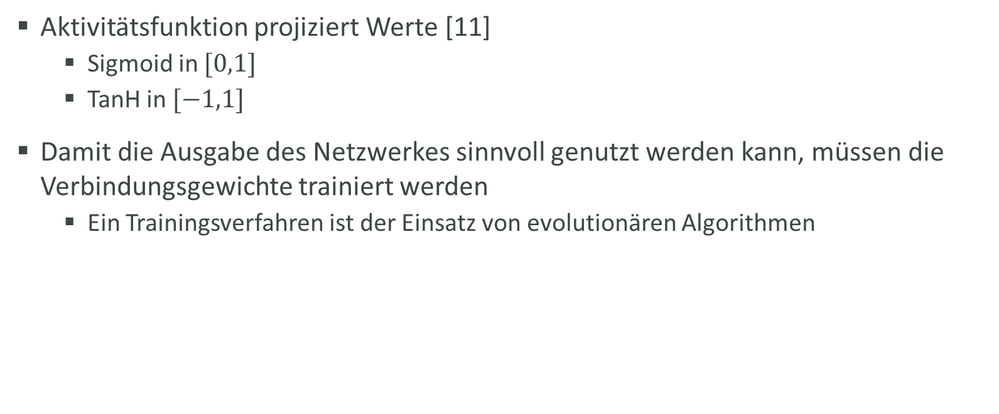 ▪ Aktivitätsfunktion projiziert Werte [11]
▪ Sigmoid in [0,1]
▪ TanH in [−1,1]
▪ Damit die Ausgabe des Netzwerkes sinnvoll genutzt werden kann, müssen die
Verbindungsgewichte trainiert werden
▪ Ein Trainingsverfahren ist der Einsatz von evolutionären Algorithmen